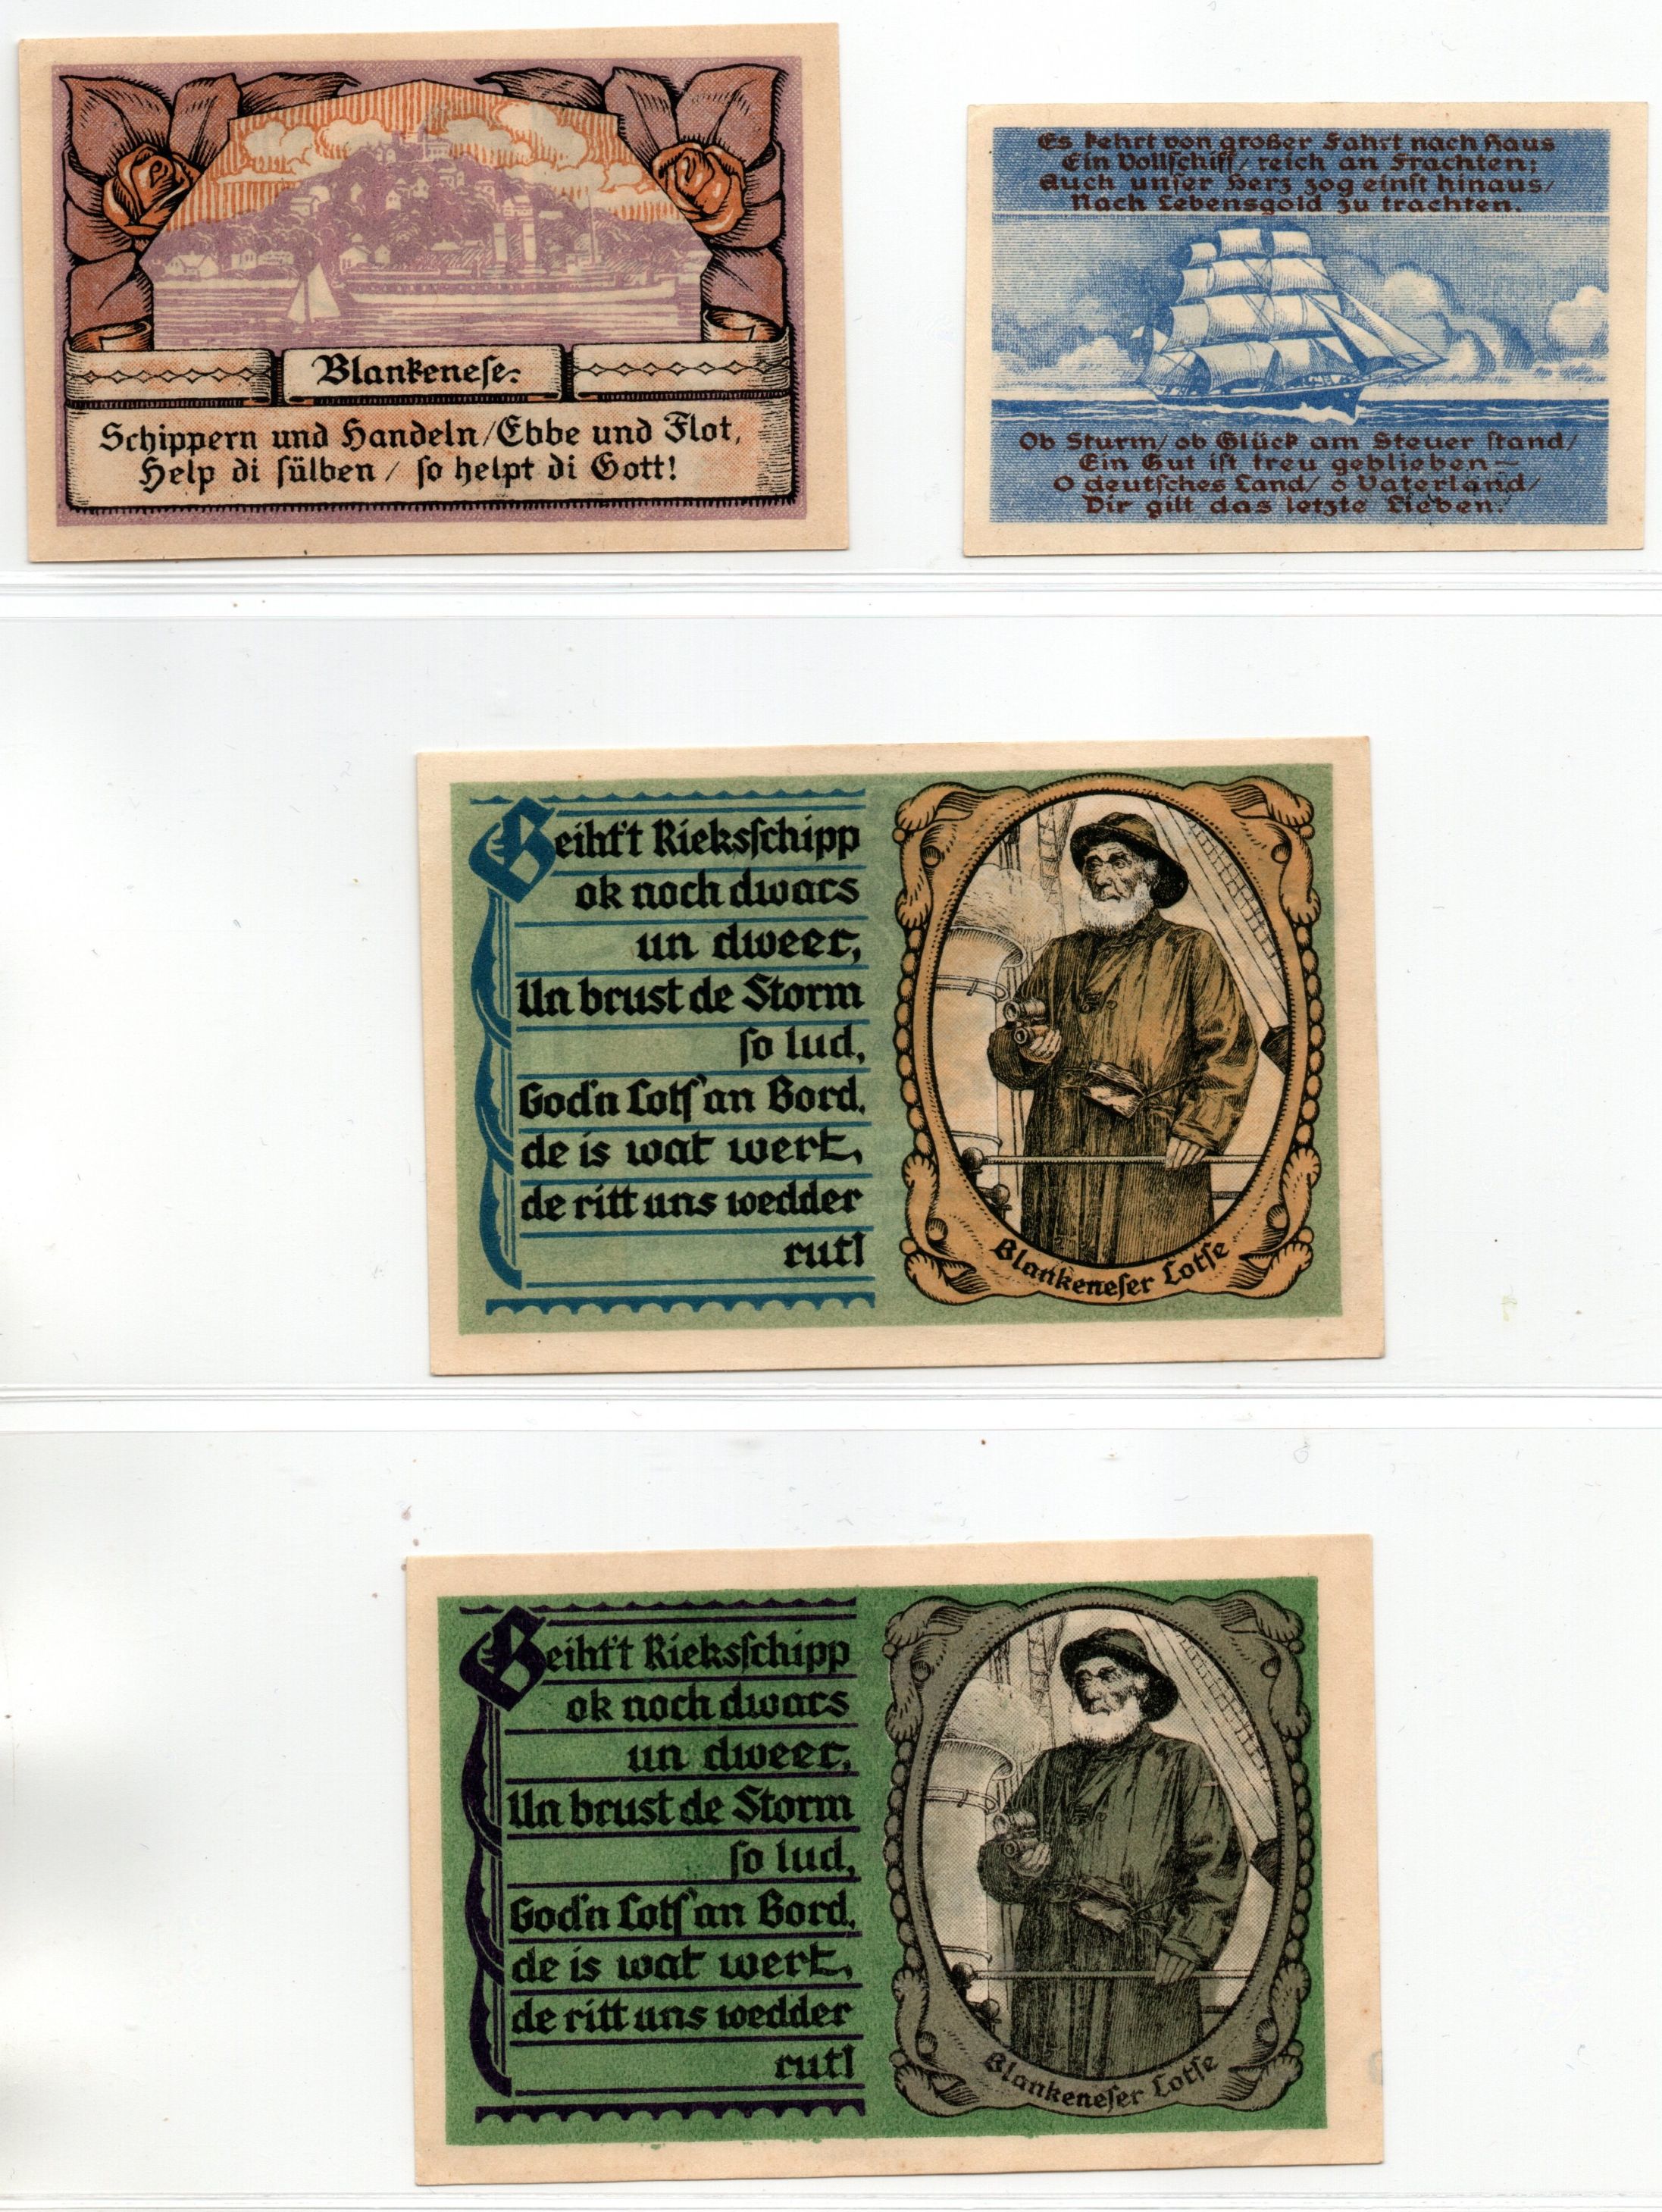 Blankeneſe.
Schippern und Handeln / Ebbe und Flot,
Help di ſülben / ſo helpt di Gott!
Es kehrt von großer Fahrt nach Haus
Ein Vollſchiff / reich an Frachten;
Auch unſer Herz zog einſt hinaus /
Nach Lebensgold zu trachten.
Ob Sturm / ob Glück am Steuer ſtand /
Ein Gut iſt treu geblieben —
O deutſches Land / o Vaterland /
Dir gilt das letzte Lieben.
Geiht't Rieksſchipp
ok noch dwars
un dweer,
Un bruſt de Storm
ſo lud,
God'n Lotſ' an Bord,
de is wat wert,
de ritt uns wedder
rut!
Blankeneſer Lotſe
Geiht't Rieksſchipp
ok noch dwars
un dweer,
Un bruſt de Storm
ſo lud,
God'n Lotſ' an Bord,
de is wat wert,
de ritt uns wedder
rut!
Blankeneſer Lotſe